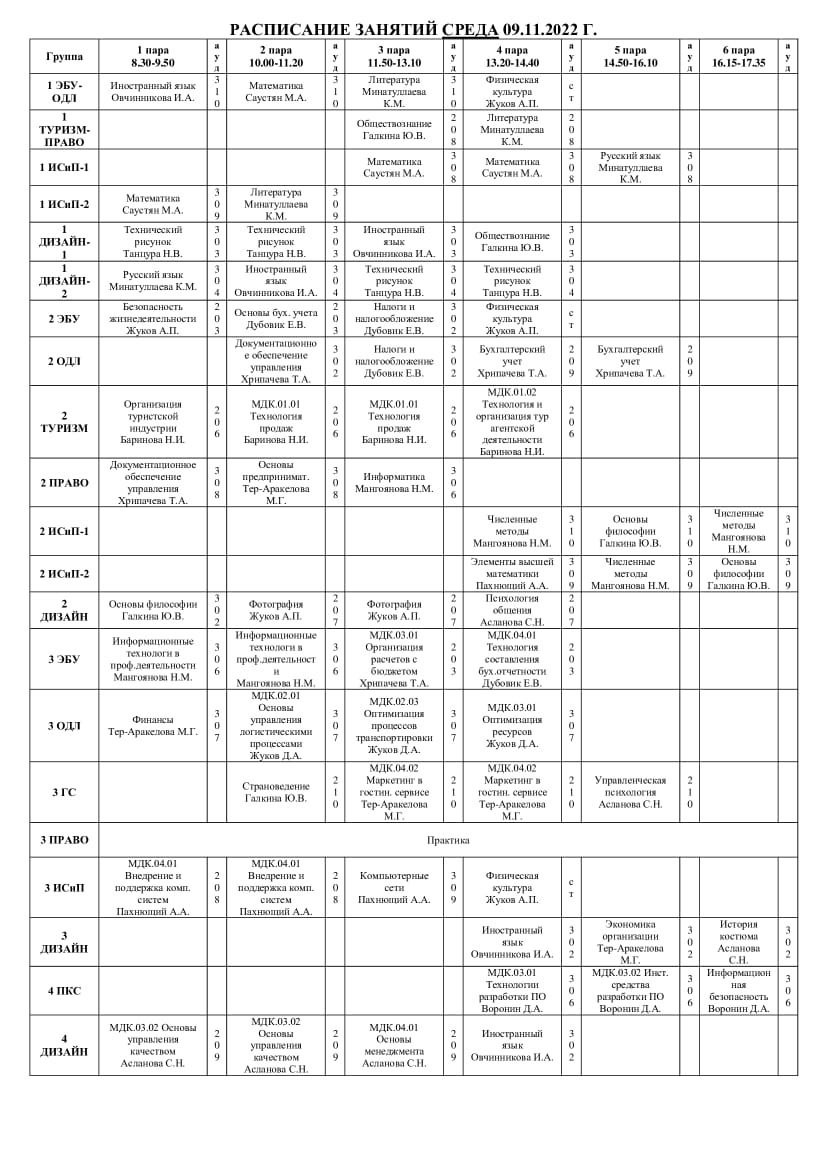 РАСПИСАНИЕ ЗАНЯТИЙ СРЕДА 09.11.2022 Г.
Группа | 1 пара 8.30-9.50 | ауд | 2 пара 10.00-11.20 | ауд | 3 пара 11.50-13.10 | ауд | 4 пара 13.20-14.40 | ауд | 5 пара 14.50-16.10 | ауд | 6 пара 16.15-17.35 | ауд
1 ЭБУ-ОДЛ | Иностранный язык Овчинникова И.А. | 310 | Математика Саустян М.А. | 310 | Литература Минатуллаева К.М. | 310 | Физическая культура Жуков А.П. | ст
1 ТУРИЗМ-ПРАВО | | | | | Обществознание Галкина Ю.В. | 208 | Литература Минатуллаева К.М. | 208
1 ИСиП-1 | | | | | Математика Саустян М.А. | 308 | Математика Саустян М.А. | 308 | Русский язык Минатуллаева К.М. | 308
1 ИСиП-2 | Математика Саустян М.А. | 309 | Литература Минатуллаева К.М. | 309
1 ДИЗАЙН-1 | Технический рисунок Танцура Н.В. | 303 | Технический рисунок Танцура Н.В. | 303 | Иностранный язык Овчинникова И.А. | 303 | Обществознание Галкина Ю.В. | 303
1 ДИЗАЙН-2 | Русский язык Минатуллаева К.М. | 304 | Иностранный язык Овчинникова И.А. | 304 | Технический рисунок Танцура Н.В. | 304 | Технический рисунок Танцура Н.В. | 304
2 ЭБУ | Безопасность жизнедеятельности Жуков А.П. | 203 | Основы бух. учета Дубовик Е.В. | 203 | Налоги и налогообложение Дубовик Е.В. | 302 | Физическая культура Жуков А.П. | ст
2 ОДЛ | | | Документационно е обеспечение управления Хрипачева Т.А. | 302 | Налоги и налогообложение Дубовик Е.В. | 302 | Бухгалтерский учет Хрипачева Т.А. | 209 | Бухгалтерский учет Хрипачева Т.А. | 209
2 ТУРИЗМ | Организация туристской индустрии Баринова Н.И. | 206 | МДК.01.01 Технология продаж Баринова Н.И. | 206 | МДК.01.01 Технология продаж Баринова Н.И. | 206 | МДК.01.02 Технология и организация тур агентской деятельности Баринова Н.И. | 206
2 ПРАВО | Документационное обеспечение управления Хрипачева Т.А. | 308 | Основы предпринимат. Тер-Аракелова М.Г. | 308 | Информатика Мангоянова Н.М. | 306
2 ИСиП-1 | | | | | | | Численные методы Мангоянова Н.М. | 310 | Основы философии Галкина Ю.В. | 310 | Численные методы Мангоянова Н.М. | 310
2 ИСиП-2 | | | | | | | Элементы высшей математики Пахнющий А.А. | 309 | Численные методы Мангоянова Н.М. | 309 | Основы философии Галкина Ю.В. | 309
2 ДИЗАЙН | Основы философии Галкина Ю.В. | 302 | Фотография Жуков А.П. | 207 | Фотография Жуков А.П. | 207 | Психология общения Асланова С.Н. | 207
3 ЭБУ | Информационные технологи в проф.деятельности Мангоянова Н.М. | 306 | Информационные технологи в проф.деятельност и Мангоянова Н.М. | 306 | МДК.03.01 Организация расчетов с бюджетом Хрипачева Т.А. | 203 | МДК.04.01 Технология составления бух.отчетности Дубовик Е.В. | 203
3 ОДЛ | Финансы Тер-Аракелова М.Г. | 307 | МДК.02.01 Основы управления логистическими процессами Жуков Д.А. | 307 | МДК.02.03 Оптимизация процессов транспортировки Жуков Д.А. | 307 | МДК.03.01 Оптимизация ресурсов Жуков Д.А. | 307
3 ГС | | | Страноведение Галкина Ю.В. | 210 | МДК.04.02 Маркетинг в гостин. сервисе Тер-Аракелова М.Г. | 210 | МДК.04.02 Маркетинг в гостин. сервисе Тер-Аракелова М.Г. | 210 | Управленческая психология Асланова С.Н. | 210
3 ПРАВО | Практика
3 ИСиП | МДК.04.01 Внедрение и поддержка комп. систем Пахнющий А.А. | 208 | МДК.04.01 Внедрение и поддержка комп. систем Пахнющий А.А. | 208 | Компьютерные сети Пахнющий А.А. | 309 | Физическая культура Жуков А.П. | ст
3 ДИЗАЙН | | | | | | | Иностранный язык Овчинникова И.А. | 302 | Экономика организации Тер-Аракелова М.Г. | 302 | История костюма Асланова С.Н. | 302
4 ПКС | | | | | | | МДК.03.01 Технологии разработки ПО Воронин Д.А. | 306 | МДК.03.02 Инст. средства разработки ПО Воронин Д.А. | 306 | Информацион ная безопасность Воронин Д.А. | 306
4 ДИЗАЙН | МДК.03.02 Основы управления качеством Асланова С.Н. | 209 | МДК.03.02 Основы управления качеством Асланова С.Н. | 209 | МДК.04.01 Основы менеджмента Асланова С.Н. | 209 | Иностранный язык Овчинникова И.А. | 302